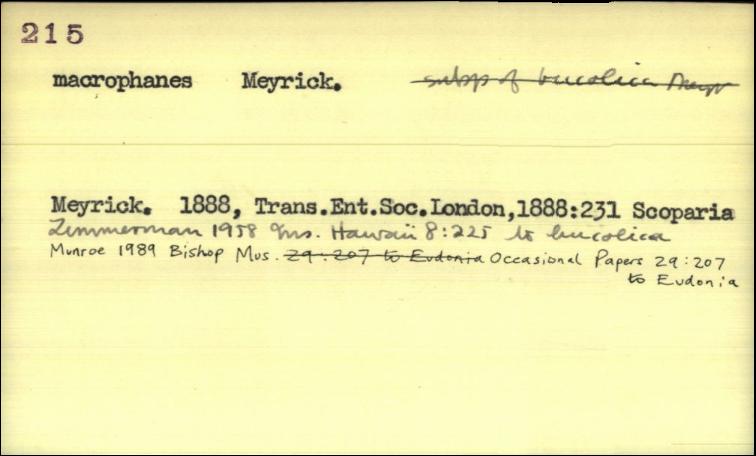 215
macrophanes Meyrick. subsp of bucolica Meyr
Meyrick. 1888, Trans.Ent.Soc.London,1888:231 Scoparia
Zimmerman 1958 Ins. Hawaii 8:225 to bucolica
Munroe 1989 Bishop Mus. 29:207 to Eudonia Occasional Papers 29:207
to Eudonia